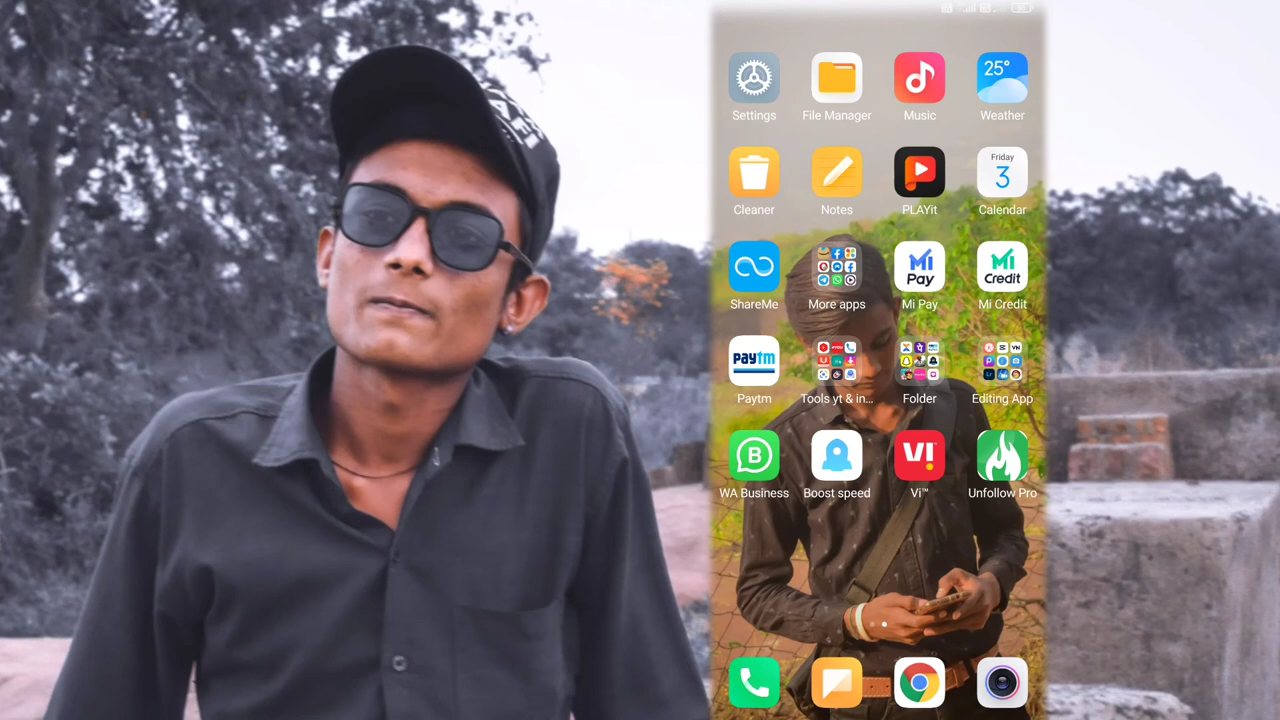 Settings File Manager Music Weather
25°
Friday
3
Cleaner Notes PLAYit Calendar
Mi Pay
Mi Credit
ShareMe More apps Mi Pay Mi Credit
paytm
Paytm Tools yt & in... Folder Editing App
B
VI
WA Business Boost speed Vi™ Unfollow Pro